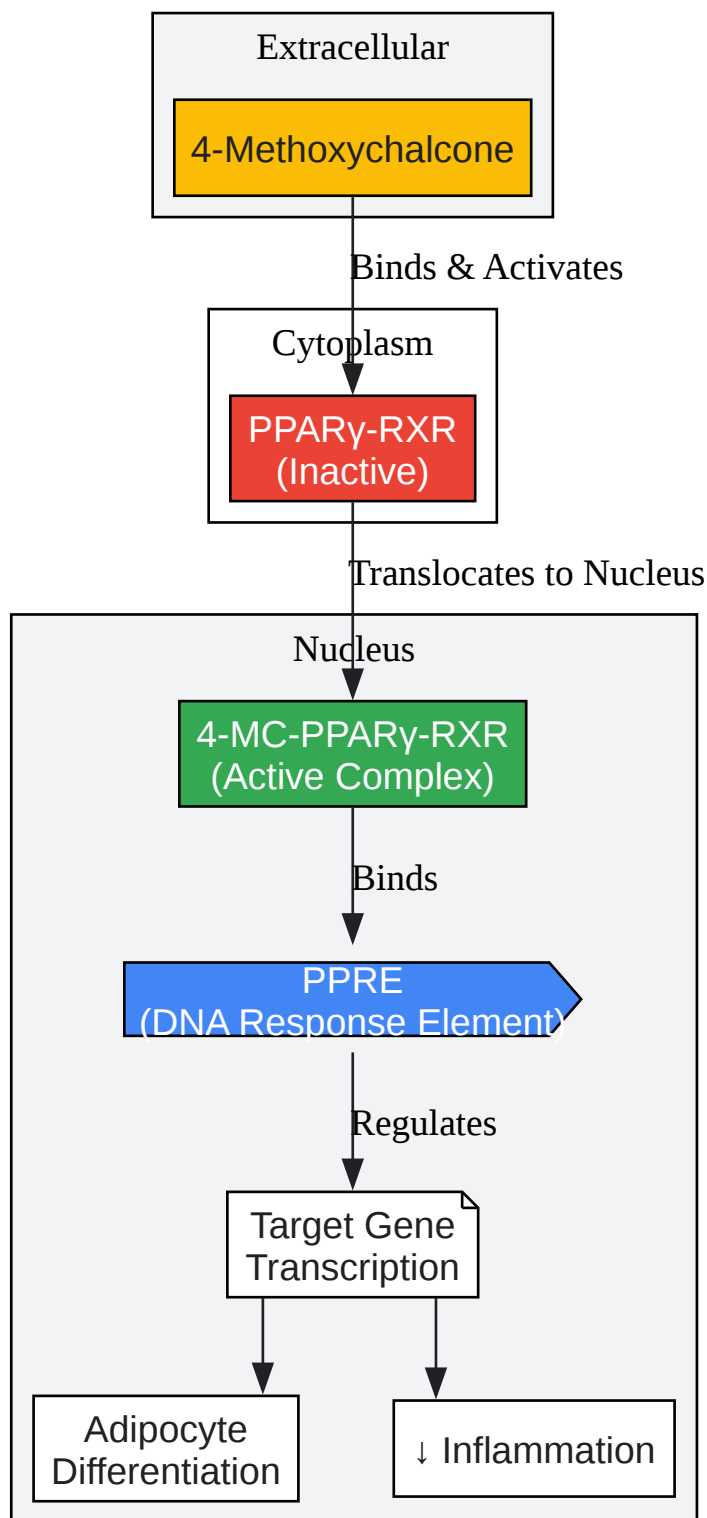 Extracellular
4-Methoxychalcone
Binds & Activates
Cytoplasm
PPARγ-RXR
(Inactive)
Translocates to Nucleus
Nucleus
4-MC-PPARγ-RXR
(Active Complex)
Binds
PPRE
(DNA Response Element)
Regulates
Target Gene
Transcription
Adipocyte
Differentiation
↓ Inflammation